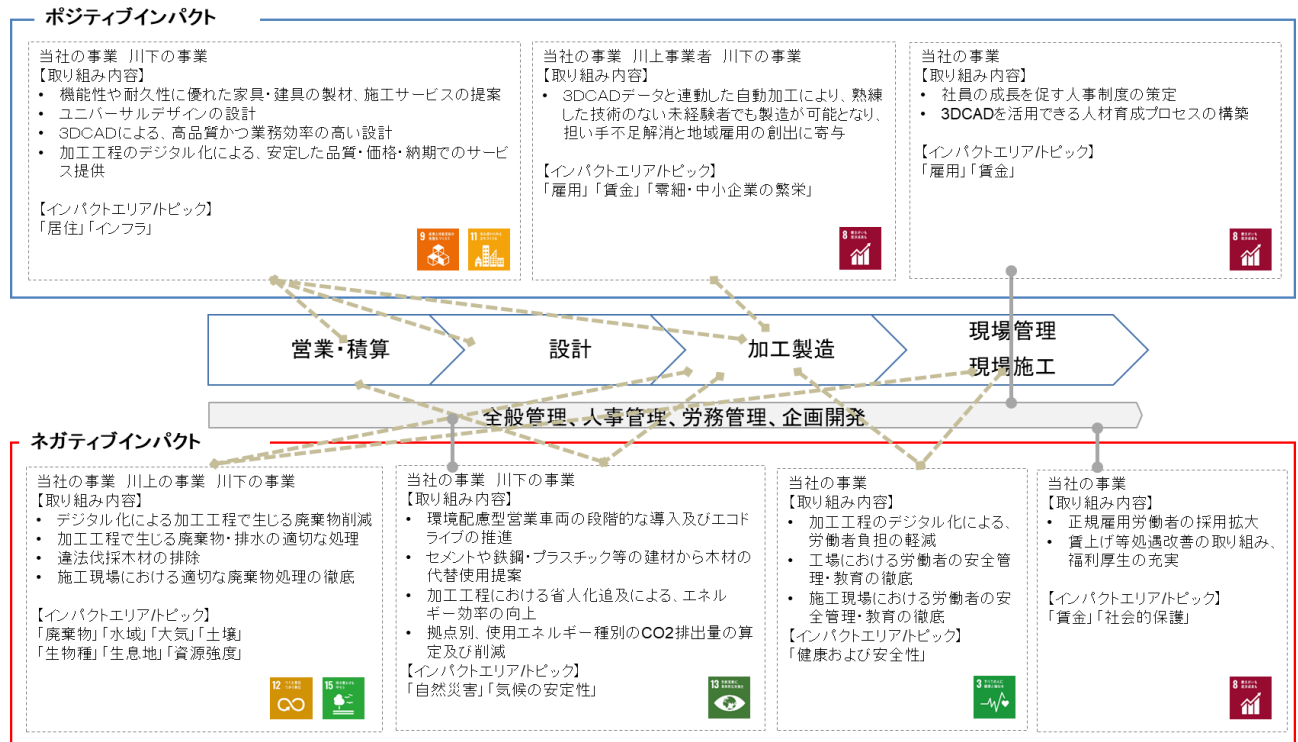 ポジティブインパクト
当社の事業 川下の事業
【取り組み内容】
• 機能性や耐久性に優れた家具・建具の製材、施工サービスの提案
• ユニバーサルデザインの設計
• 3DCADによる、高品質かつ業務効率の高い設計
• 加工工程のデジタル化による、安定した品質・価格・納期でのサービ
ス提供
【インパクトエリア/トピック】
「居住」「インフラ」
9
11
当社の事業 川上事業者 川下の事業
【取り組み内容】
• 3DCADデータと連動した自動加工により、熟練
した技術のない未経験者でも製造が可能となり、
担い手不足解消と地域雇用の創出に寄与
【インパクトエリア/トピック】
「雇用」「賃金」「零細・中小企業の繁栄」
8
当社の事業
【取り組み内容】
• 社員の成長を促す人事制度の策定
• 3DCADを活用できる人材育成プロセスの構築
【インパクトエリア/トピック】
「雇用」「賃金」
8
営業・積算
設計
加工製造
現場管理
現場施工
全般管理、人事管理、労務管理、企画開発
ネガティブインパクト
当社の事業 川上の事業 川下の事業
【取り組み内容】
• デジタル化による加工工程で生じる廃棄物削減
• 加工工程で生じる廃棄物・排水の適切な処理
• 違法伐採木材の排除
• 施工現場における適切な廃棄物処理の徹底
【インパクトエリア/トピック】
「廃棄物」「水域」「大気」「土壌」
「生物種」「生息地」「資源強度」
12
15
当社の事業 川下の事業
【取り組み内容】
• 環境配慮型営業車両の段階的な導入及びエコド
ライブの推進
• セメントや鉄鋼・プラスチック等の建材から木材の
代替使用提案
• 加工工程における省人化追及による、エネル
ギー効率の向上
• 拠点別、使用エネルギー種別のCO2排出量の算
定及び削減
【インパクトエリア/トピック】
「自然災害」「気候の安定性」
13
当社の事業
【取り組み内容】
• 加工工程のデジタル化による、
労働者負担の軽減
• 工場における労働者の安全管
理・教育の徹底
• 施工現場における労働者の安
全管理・教育の徹底
【インパクトエリア/トピック】
「健康および安全性」
3
当社の事業
【取り組み内容】
• 正規雇用労働者の採用拡大
• 賃上げ等処遇改善の取り組み、
福利厚生の充実
【インパクトエリア/トピック】
「賃金」「社会的保護」
8